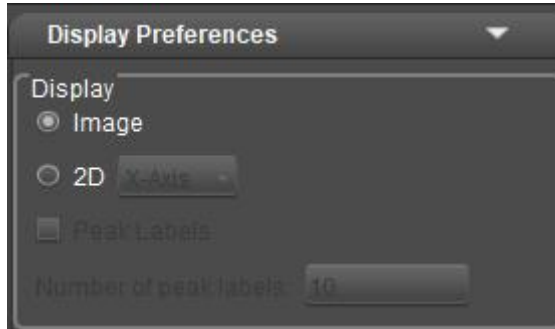 Display Preferences
Display
Image
2D X-Axis
Peak Labels
Number of peak labels: 10